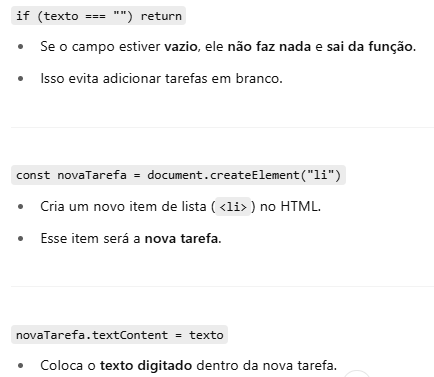 if (texto === "") return
• Se o campo estiver vazio, ele não faz nada e sai da função.
• Isso evita adicionar tarefas em branco.
const novaTarefa = document.createElement("li")
• Cria um novo item de lista ( <li> ) no HTML.
• Esse item será a nova tarefa.
novaTarefa.textContent = texto
• Coloca o texto digitado dentro da nova tarefa.